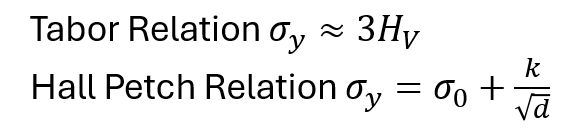 Tabor Relation σ_y ≈ 3H_V
Hall Petch Relation σ_y = σ_0 + k/√d